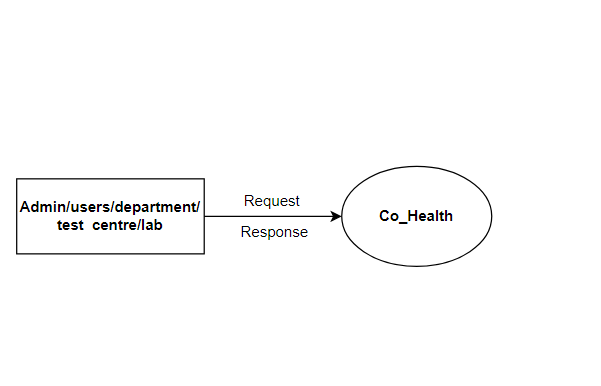 Admin/users/department/
test centre/lab
Request
Response
Co_Health